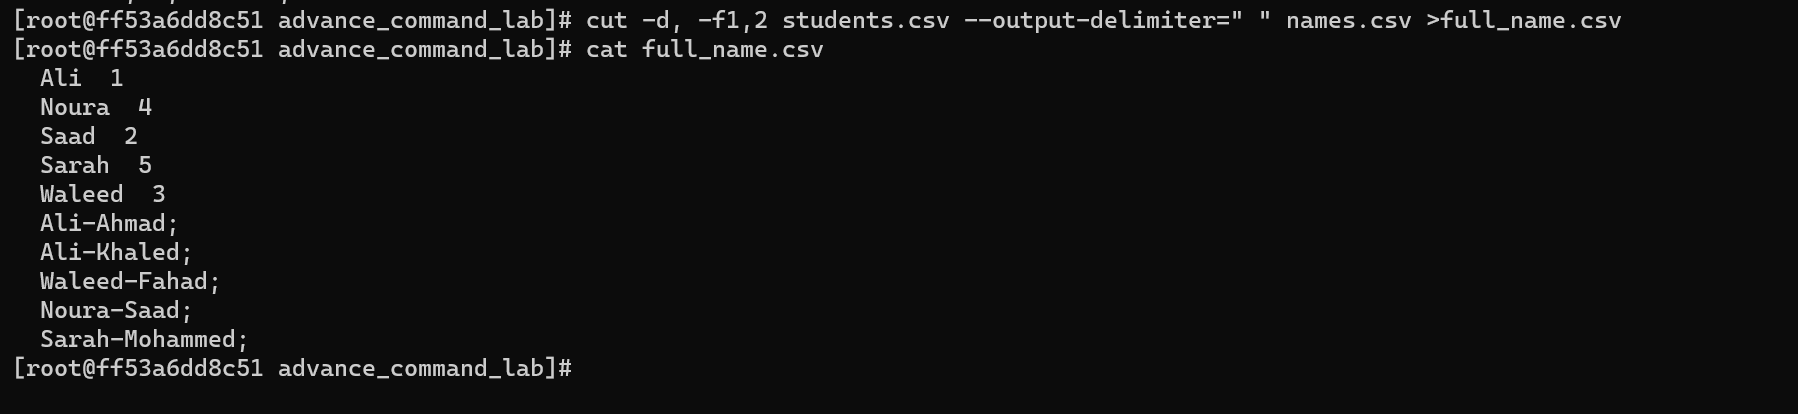 [root@ff53a6dd8c51 advance_command_lab]# cut -d, -f1,2 students.csv --output-delimiter=" " names.csv >full_name.csv
[root@ff53a6dd8c51 advance_command_lab]# cat full_name.csv
  Ali  1
  Noura  4
  Saad  2
  Sarah  5
  Waleed  3
  Ali-Ahmad;
  Ali-Khaled;
  Waleed-Fahad;
  Noura-Saad;
  Sarah-Mohammed;
[root@ff53a6dd8c51 advance_command_lab]#